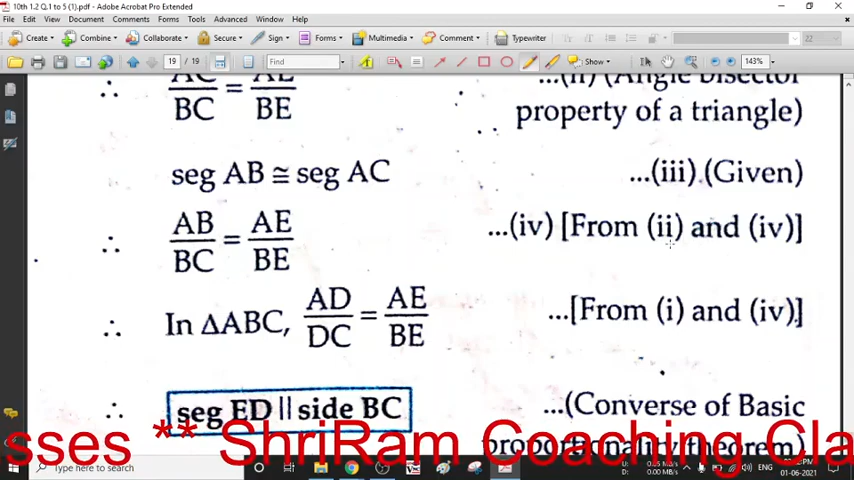 10th 1.2 Q.1 to 5 (1).pdf - Adobe Acrobat Pro Extended
File Edit View Document Comments Forms Tools Advanced Window Help
Create Combine Collaborate Secure Sign Forms Multimedia Comment Typewriter
19 / 19 Find Show 143%
∴ AC/BC = AE/BE ...(ii) (Angle bisector
property of a triangle)
seg AB ≅ seg AC ...(iii) (Given)
∴ AB/BC = AE/BE ...(iv) [From (ii) and (iv)]
∴ In ΔABC, AD/DC = AE/BE ...[From (i) and (iv)]
∴ seg ED || side BC ...(Converse of Basic
proportionality theorem)
sses ** ShriRam Coaching Cla
Type here to search
ENG
01-06-2021